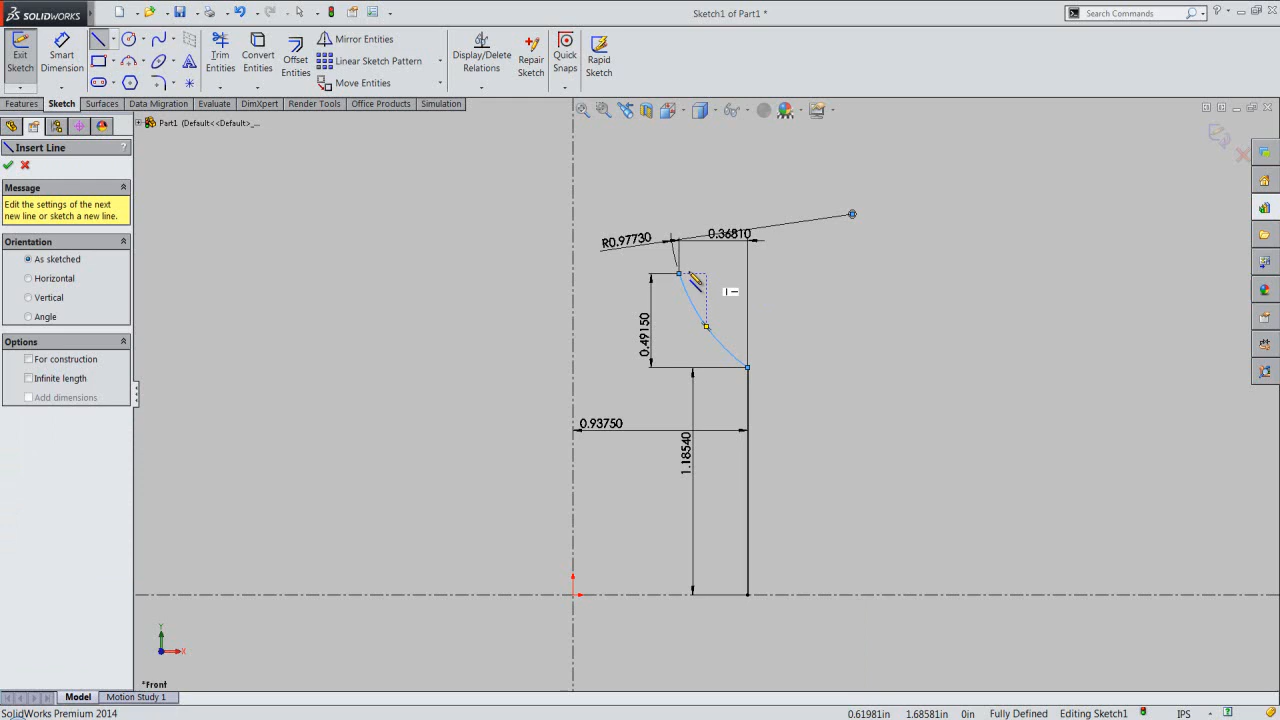 SOLIDWORKS
Sketch1 of Part1 *
Search Commands
Exit Sketch
Smart Dimension
Trim Entities
Convert Entities
Offset Entities
Mirror Entities
Linear Sketch Pattern
Move Entities
Display/Delete Relations
Repair Sketch
Quick Snaps
Rapid Sketch
Features
Sketch
Surfaces
Data Migration
Evaluate
DimXpert
Render Tools
Office Products
Simulation
Part1 (Default<<Default>_...
Insert Line
?
Message
Edit the settings of the next
new line or sketch a new line.
Orientation
As sketched
Horizontal
Vertical
Angle
Options
For construction
Infinite length
Add dimensions
R0.97730
0.36810
0.49150
0.93750
1.18540
Y
X
*Front
Model
Motion Study 1
SolidWorks Premium 2014
0.61981in
1.68581in
0in
Fully Defined
Editing Sketch1
IPS